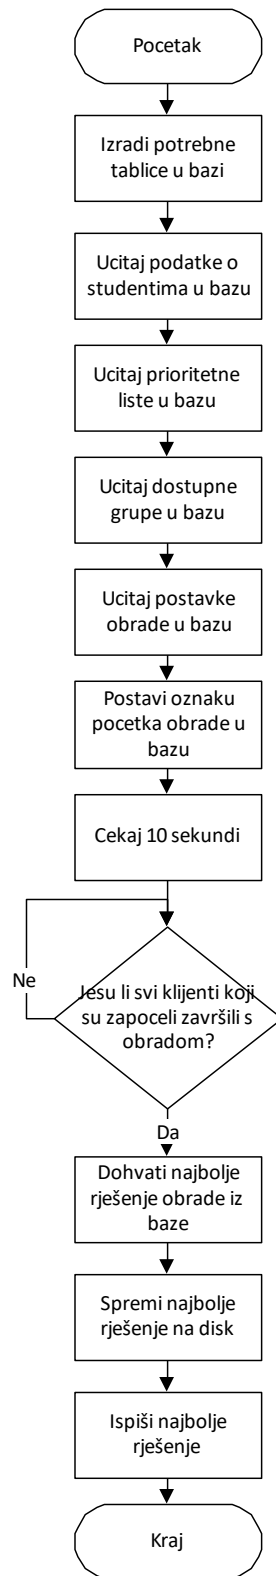 Pocetak
Izradi potrebne
tablice u bazi
Ucitaj podatke o
studentima u bazu
Ucitaj prioritetne
liste u bazu
Ucitaj dostupne
grupe u bazu
Ucitaj postavke
obrade u bazu
Postavi oznaku
pocetka obrade u
bazu
Cekaj 10 sekundi
Ne
Jesu li svi klijenti koji
su zapoceli završili s
obradom?
Da
Dohvati najbolje
rješenje obrade iz
baze
Spremi najbolje
rješenje na disk
Ispiši najbolje
rješenje
Kraj